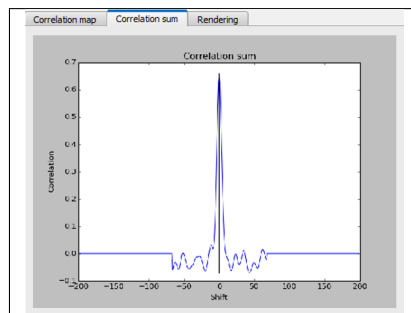 Correlation map Correlation sum Rendering
Correlation sum
0.7
0.6
0.5
0.4
0.3
0.2
0.1
0.0
−0.1
Correlation
−200 −150 −100 −50 0 50 100 150 200
Shift